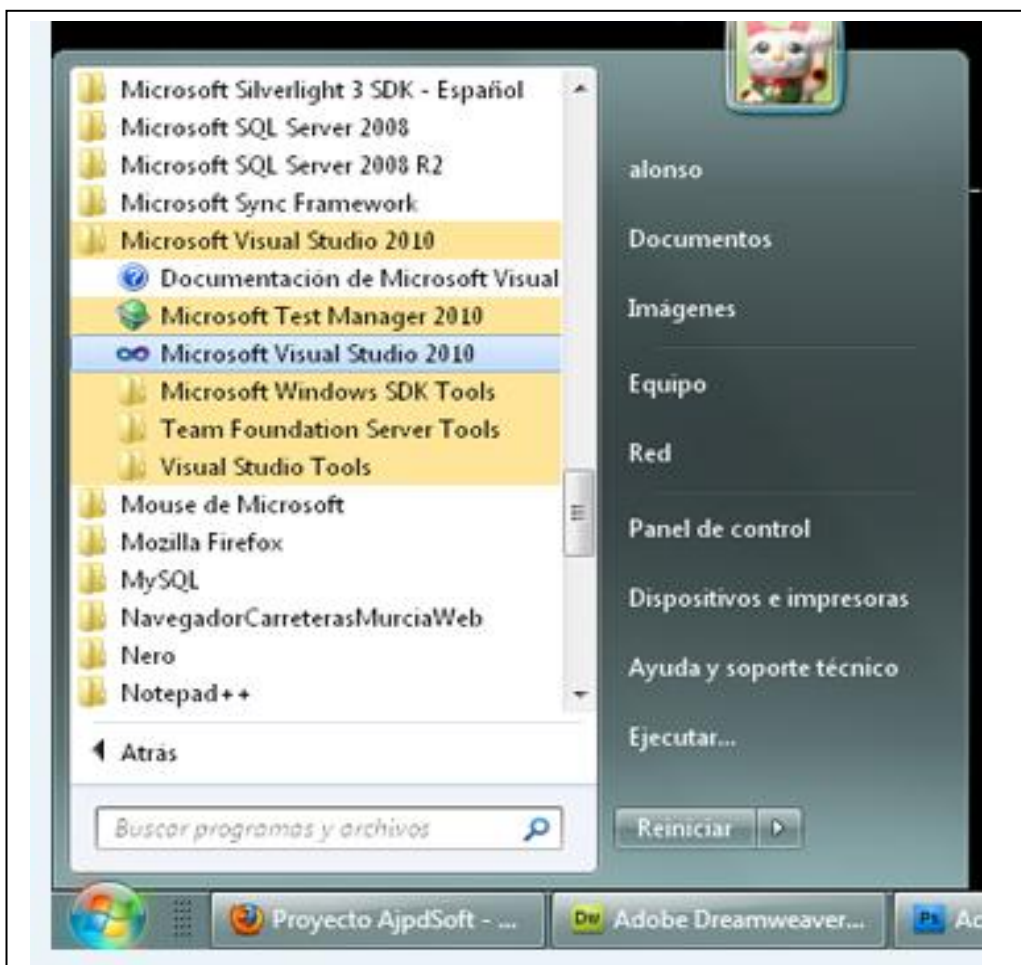 Microsoft Silverlight 3 SDK - Español
Microsoft SQL Server 2008
Microsoft SQL Server 2008 R2
Microsoft Sync Framework
Microsoft Visual Studio 2010
Documentación de Microsoft Visual
Microsoft Test Manager 2010
Microsoft Visual Studio 2010
Microsoft Windows SDK Tools
Team Foundation Server Tools
Visual Studio Tools
Mouse de Microsoft
Mozilla Firefox
MySQL
NavegadorCarreterasMurciaWeb
Nero
Notepad++
Atrás
Buscar programas y archivos
alonso
Documentos
Imágenes
Equipo
Red
Panel de control
Dispositivos e impresoras
Ayuda y soporte técnico
Ejecutar...
Reiniciar
Proyecto AjpdSoft - ...
Dw Adobe Dreamweaver...
Ps Ac